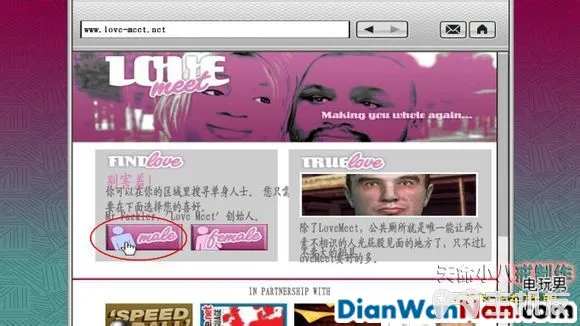 www.love-meet.net
LOVE
meet
Making you whole again...
FIND love
TRUE love
别害羞!
你可以在你的区域里搜寻单身人士。 您只需
要在下面选择您的喜好。
Mr Fackler, 'Love Meet' 创始人。
male
female
除了LoveMeet, 公共厕所就是唯一能让两个
素不相识的人光屁股见面的地方了, 只不过L
oveMeet要好的多。
IN PARTNERSHIP WITH
'SPEED
电玩男
DianWanNan.com